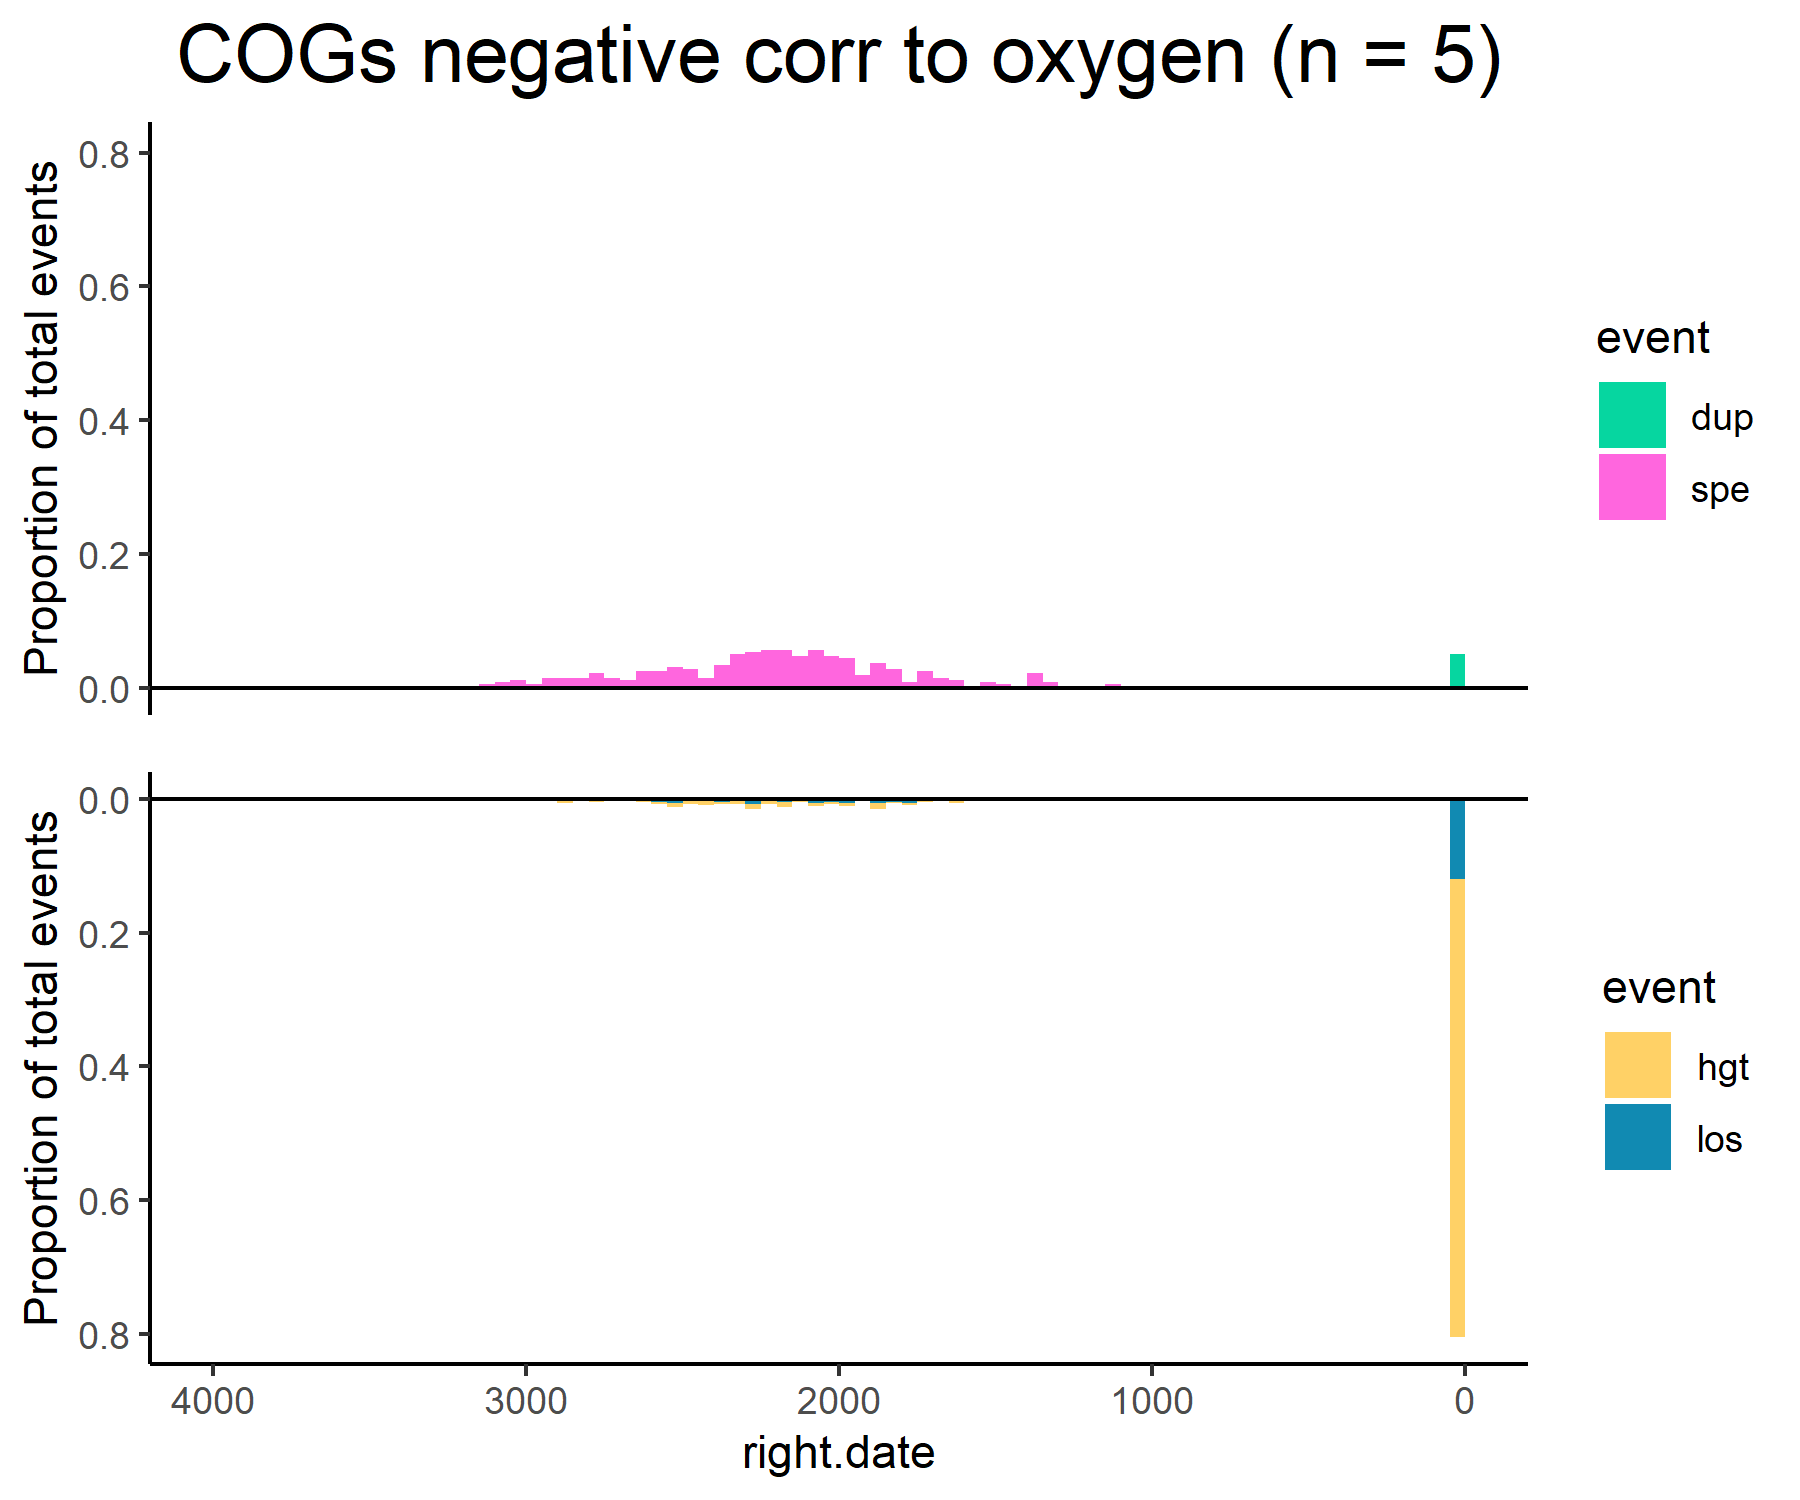 COGs negative corr to oxygen (n = 5)
Proportion of total events
0.8
0.6
0.4
0.2
0.0
event
dup
spe
Proportion of total events
0.0
0.2
0.4
0.6
0.8
event
hgt
los
4000 3000 2000 1000 0
right.date